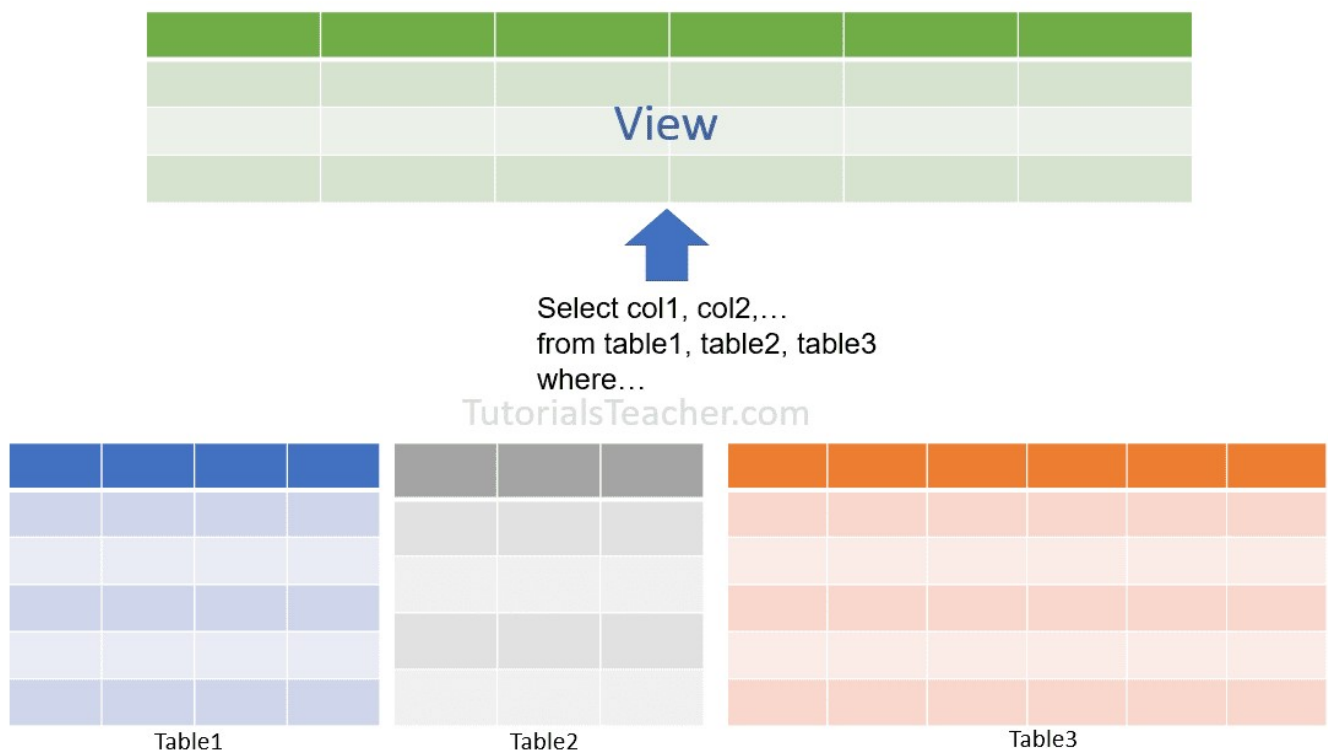 View
Select col1, col2,…
from table1, table2, table3
where…
TutorialsTeacher.com
Table1
Table2
Table3